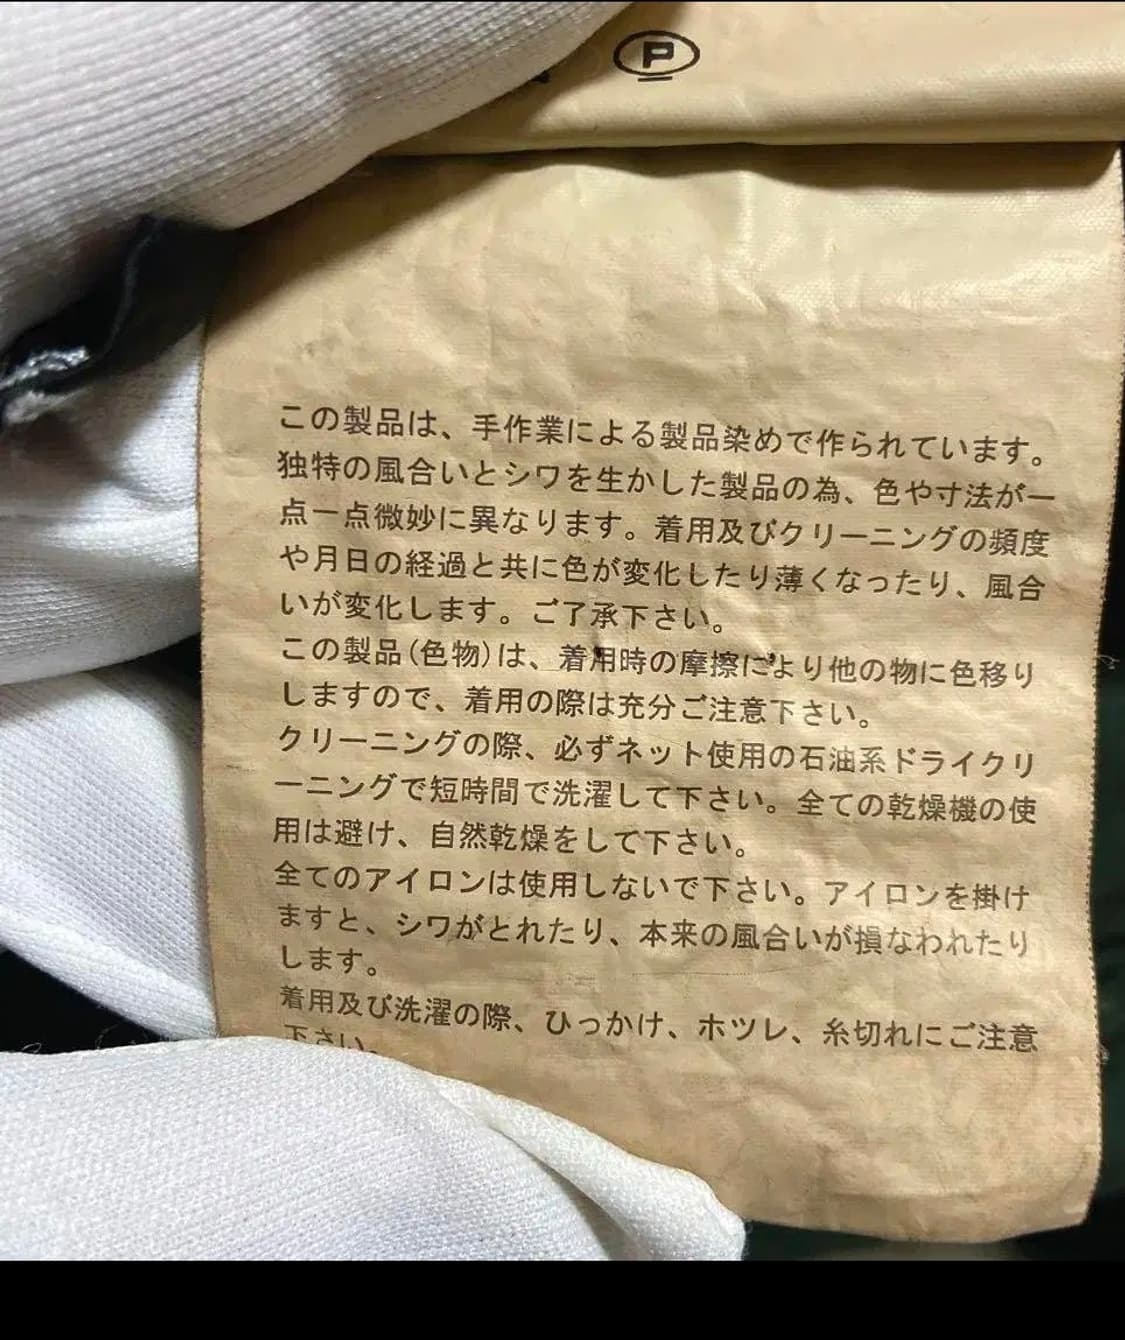 P
この製品は、手作業による製品染めで作られています。
独特の風合いとシワを生かした製品の為、色や寸法が一
点一点微妙に異なります。着用及びクリーニングの頻度
や月日の経過と共に色が変化したり薄くなったり、風合
いが変化します。ご了承下さい。
この製品(色物)は、着用時の摩擦により他の物に色移り
しますので、着用の際は充分ご注意下さい。
クリーニングの際、必ずネット使用の石油系ドライクリ
ーニングで短時間で洗濯して下さい。全ての乾燥機の使
用は避け、自然乾燥をして下さい。
全てのアイロンは使用しないで下さい。アイロンを掛け
ますと、シワがとれたり、本来の風合いが損なわれたり
します。
着用及び洗濯の際、ひっかけ、ホツレ、糸切れにご注意
下さい。